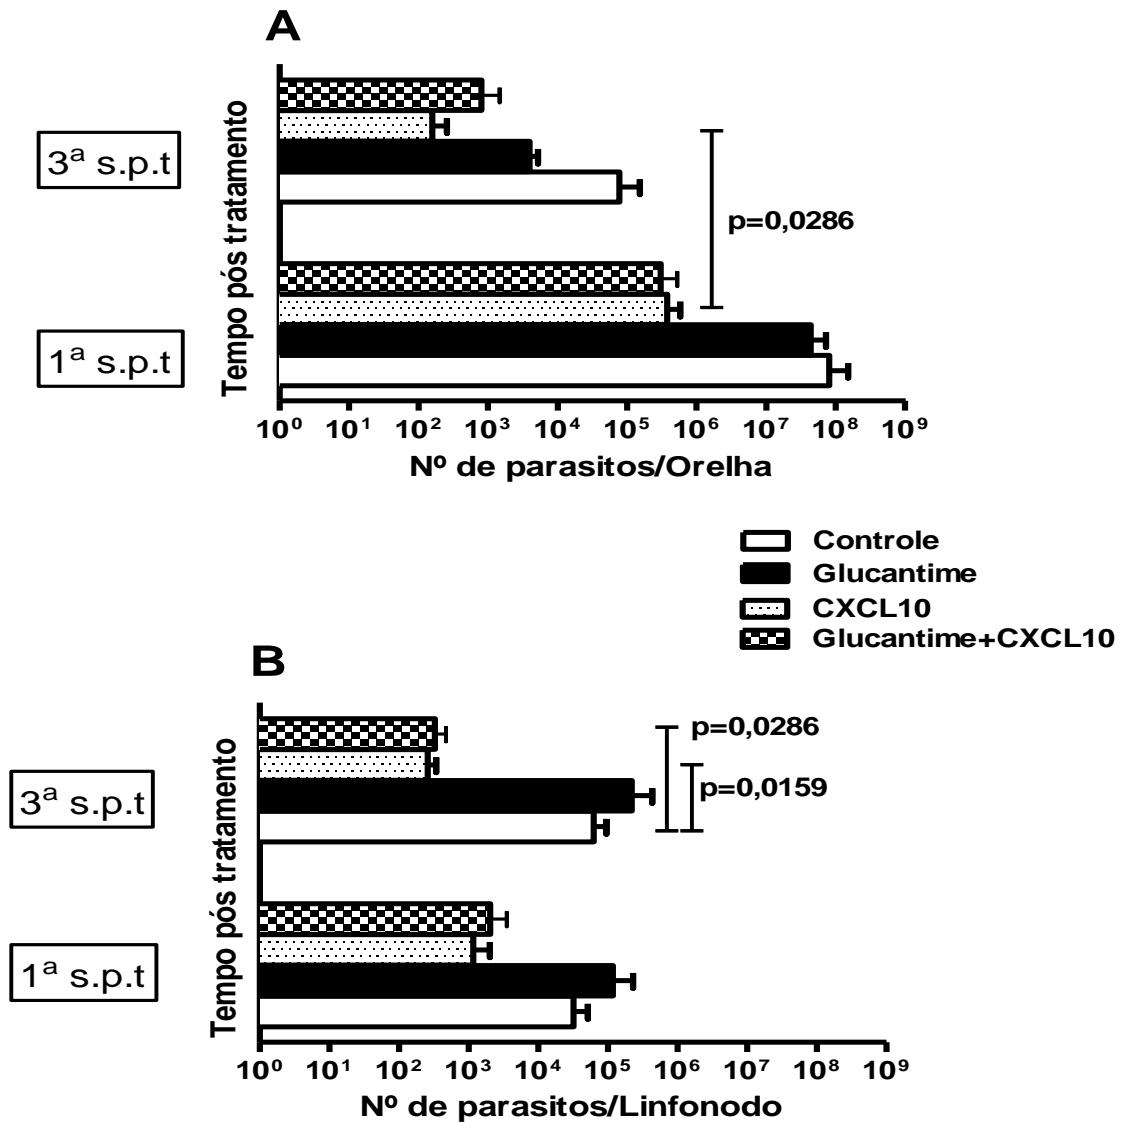 A
Tempo pós tratamento
3ª s.p.t
p=0,0286
1ª s.p.t
10⁰ 10¹ 10² 10³ 10⁴ 10⁵ 10⁶ 10⁷ 10⁸ 10⁹
Nº de parasitos/Orelha
Controle
Glucantime
CXCL10
Glucantime+CXCL10
B
Tempo pós tratamento
3ª s.p.t
p=0,0286
p=0,0159
1ª s.p.t
10⁰ 10¹ 10² 10³ 10⁴ 10⁵ 10⁶ 10⁷ 10⁸ 10⁹
Nº de parasitos/Linfonodo